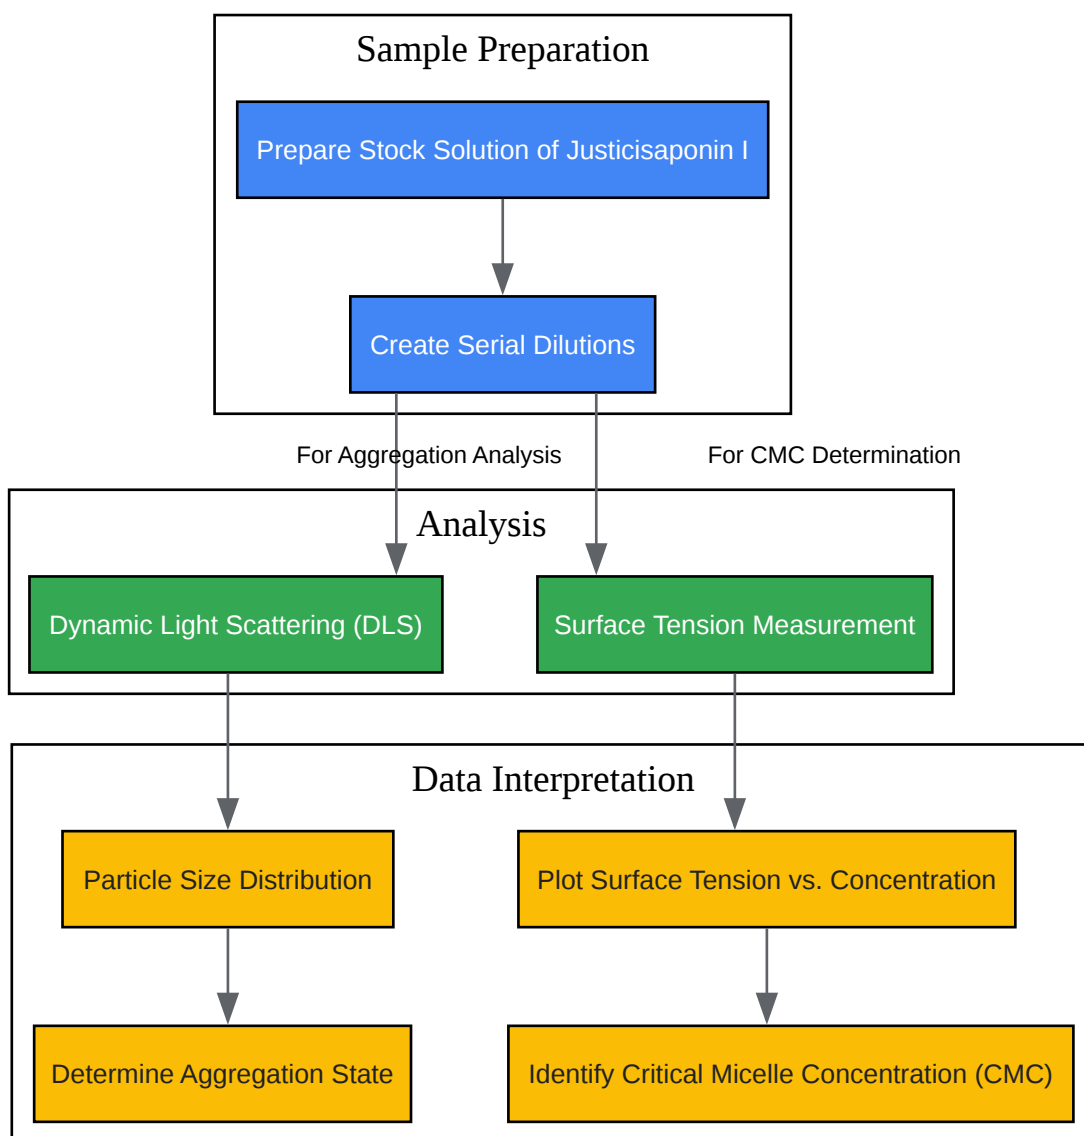 Sample Preparation
Prepare Stock Solution of Justicisaponin I
Create Serial Dilutions
For Aggregation Analysis
For CMC Determination
Analysis
Dynamic Light Scattering (DLS)
Surface Tension Measurement
Data Interpretation
Particle Size Distribution
Plot Surface Tension vs. Concentration
Determine Aggregation State
Identify Critical Micelle Concentration (CMC)